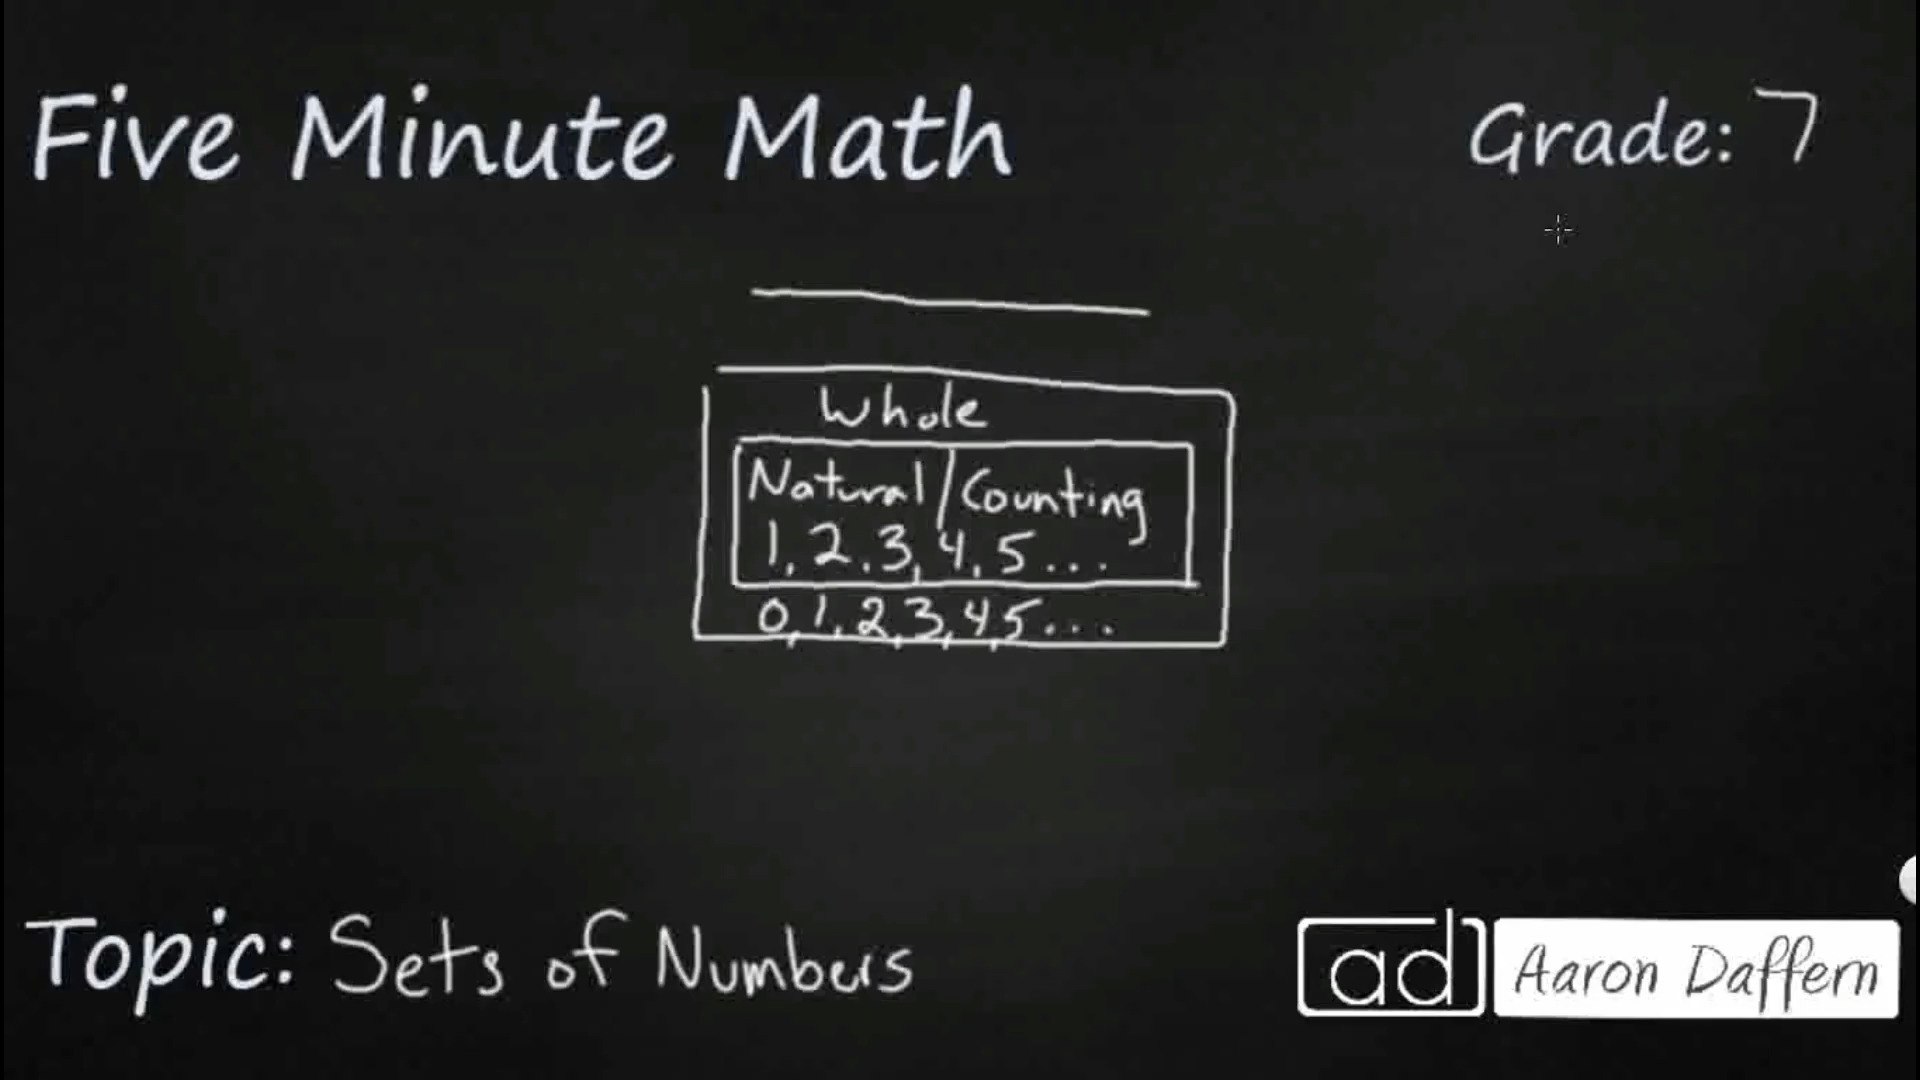 Five Minute Math
Grade: 7
Whole
Natural/Counting
1, 2, 3, 4, 5...
0, 1, 2, 3, 4, 5...
Topic: Sets of Numbers
ad Aaron Daffern